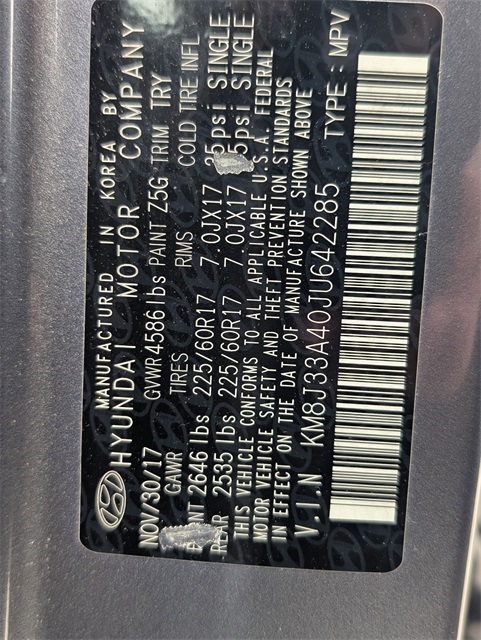 MANUFACTURED IN KOREA BY
HYUNDAI MOTOR COMPANY
NOV/30/17 GVWR 4586 lbs PAINT Z5G TRIM TRY
GAWR TIRES RIMS COLD TIRE INFL
2646 lbs 225/60R17 7.0JX17 35psi SINGLE
REAR 2535 lbs 225/60R17 7.0JX17 5psi SINGLE
THIS VEHICLE CONFORMS TO ALL APPLICABLE U.S.A. FEDERAL
MOTOR VEHICLE SAFETY AND THEFT PREVENTION STANDARDS
IN EFFECT ON THE DATE OF MANUFACTURE SHOWN ABOVE
V.I.N KM8J33A40JU642285 TYPE : MPV